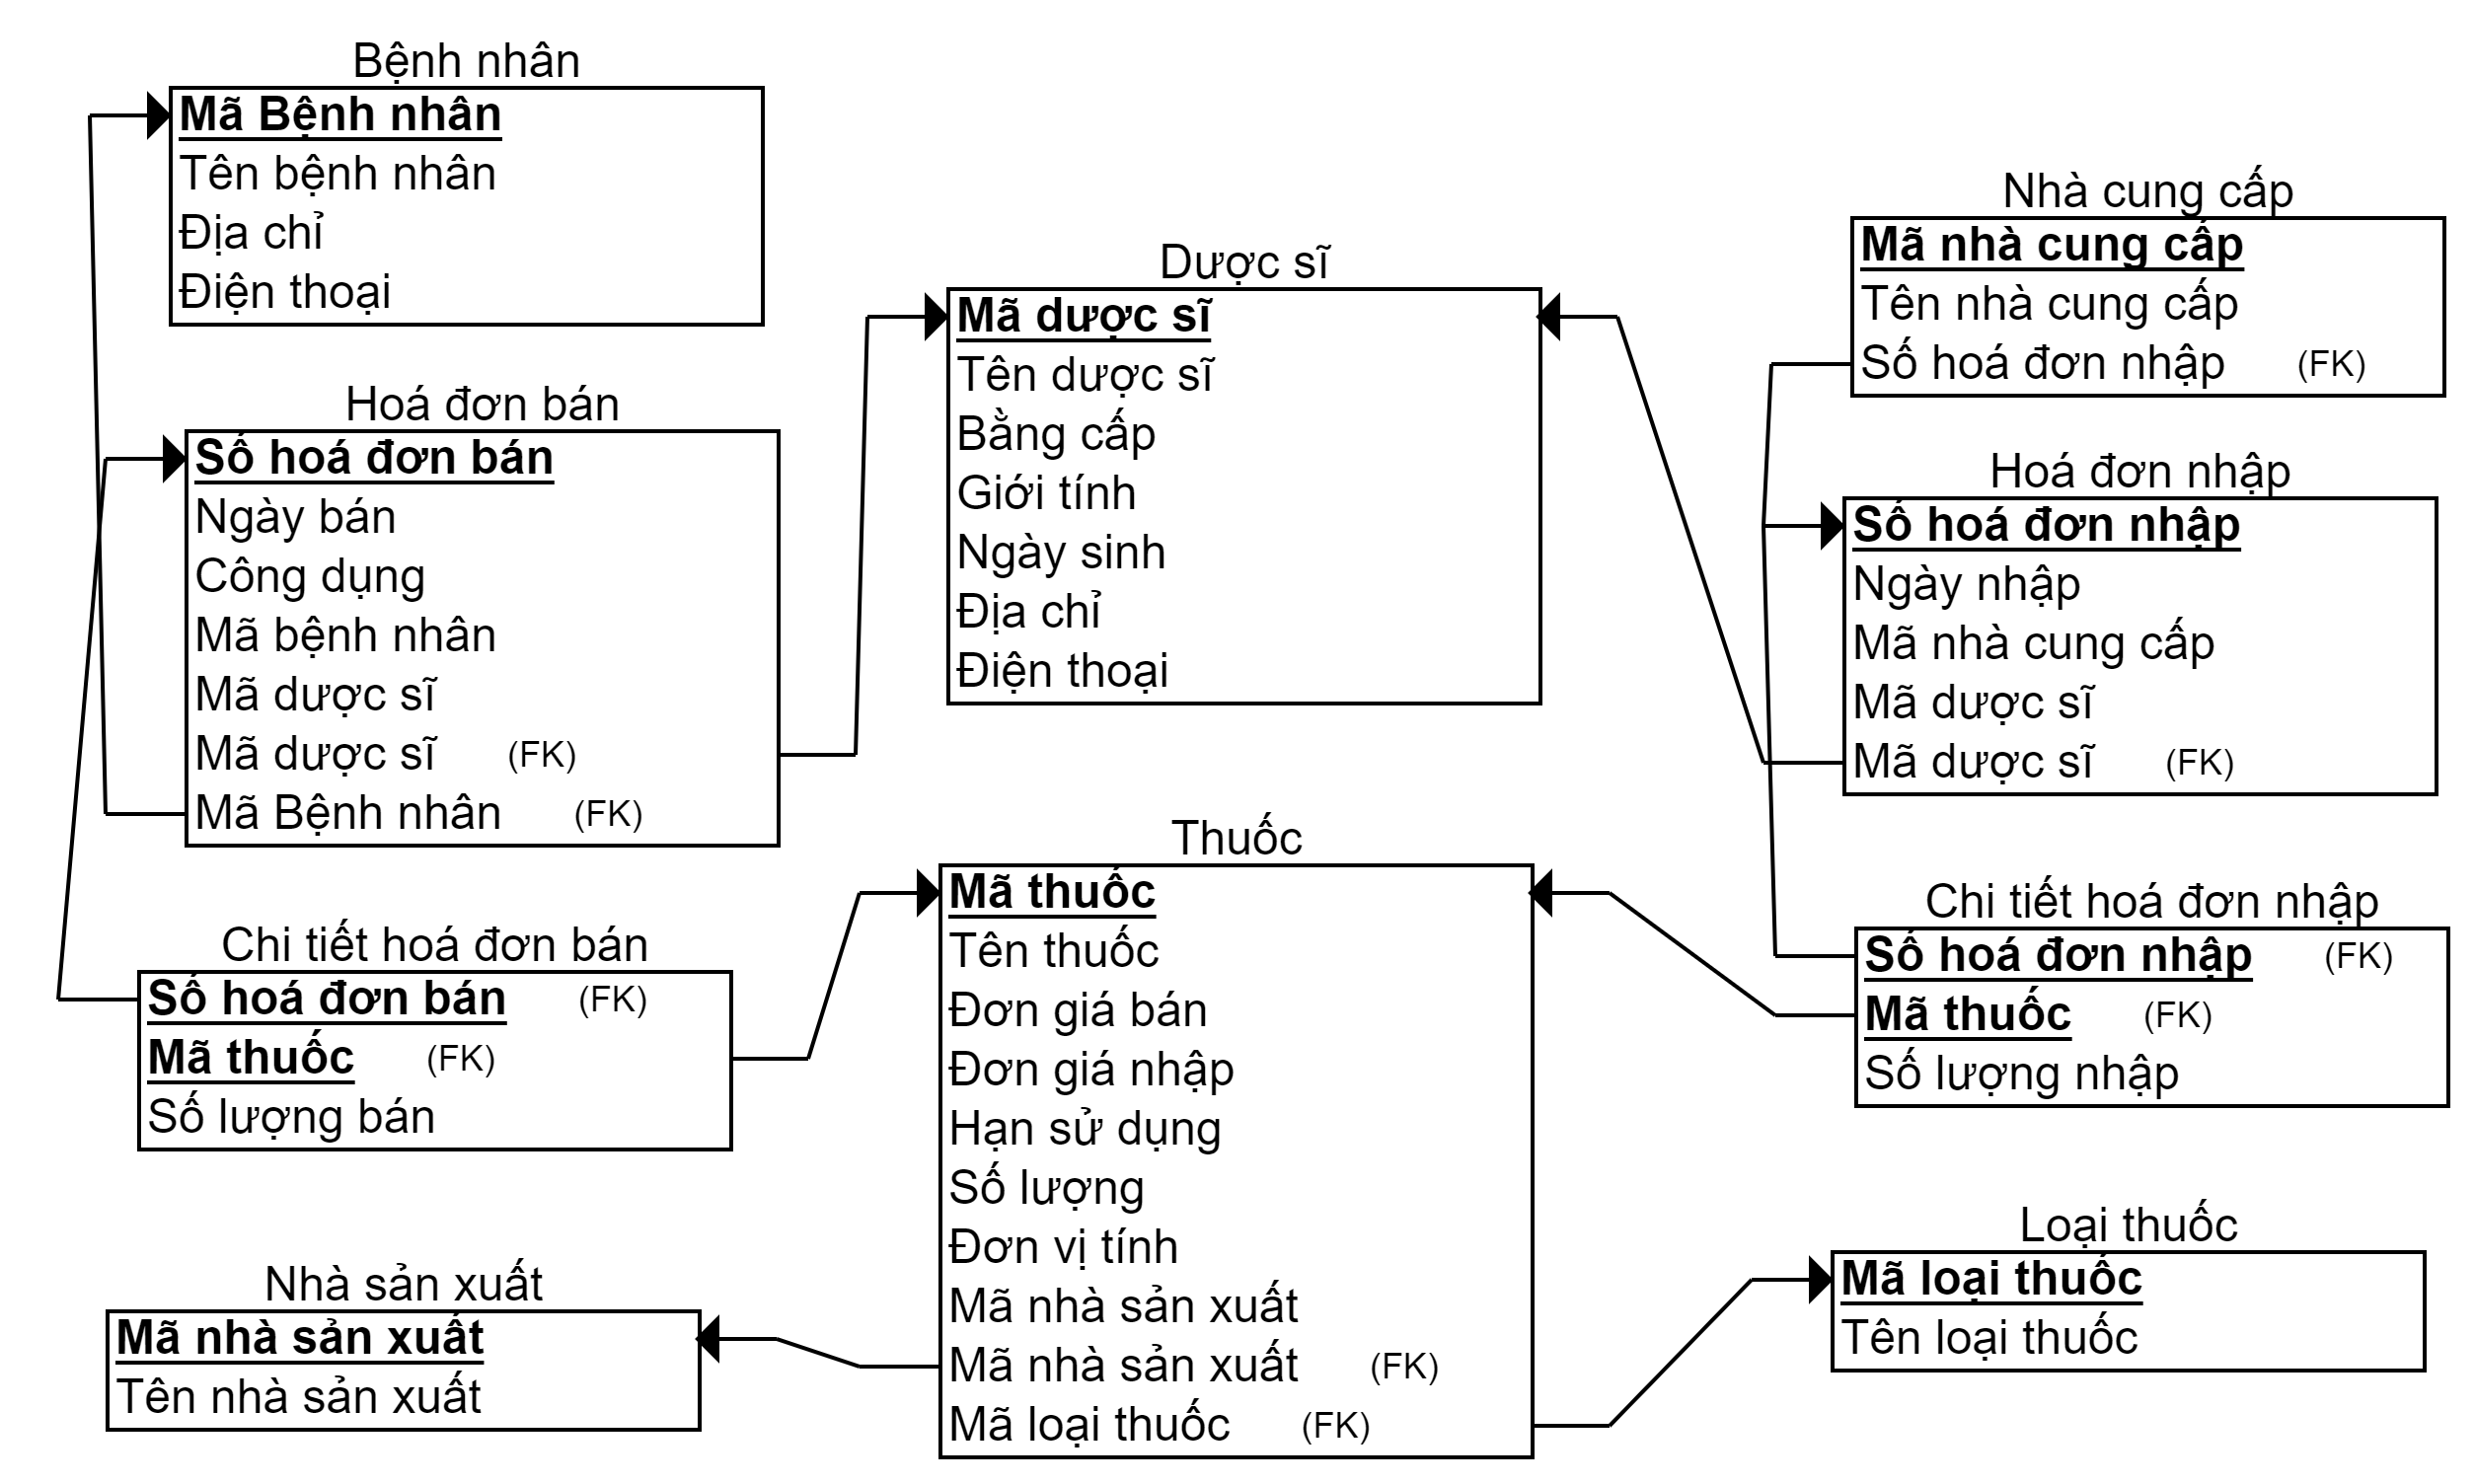 Bệnh nhân
Mã Bệnh nhân
Tên bệnh nhân
Địa chỉ
Điện thoại
Hoá đơn bán
Số hoá đơn bán
Ngày bán
Công dụng
Mã bệnh nhân
Mã dược sĩ
Mã dược sĩ (FK)
Mã Bệnh nhân (FK)
Chi tiết hoá đơn bán
Số hoá đơn bán (FK)
Mã thuốc (FK)
Số lượng bán
Nhà sản xuất
Mã nhà sản xuất
Tên nhà sản xuất
Dược sĩ
Mã dược sĩ
Tên dược sĩ
Bằng cấp
Giới tính
Ngày sinh
Địa chỉ
Điện thoại
Thuốc
Mã thuốc
Tên thuốc
Đơn giá bán
Đơn giá nhập
Hạn sử dụng
Số lượng
Đơn vị tính
Mã nhà sản xuất
Mã nhà sản xuất (FK)
Mã loại thuốc (FK)
Nhà cung cấp
Mã nhà cung cấp
Tên nhà cung cấp
Số hoá đơn nhập (FK)
Hoá đơn nhập
Số hoá đơn nhập
Ngày nhập
Mã nhà cung cấp
Mã dược sĩ
Mã dược sĩ (FK)
Chi tiết hoá đơn nhập
Số hoá đơn nhập (FK)
Mã thuốc (FK)
Số lượng nhập
Loại thuốc
Mã loại thuốc
Tên loại thuốc